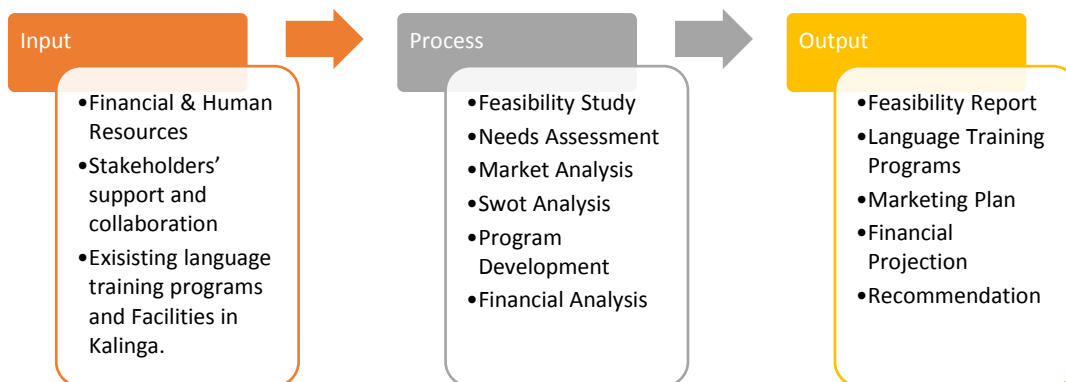 Input
•Financial & Human
Resources
•Stakeholders’
support and
collaboration
•Exisisting language
training programs
and Facilities in
Kalinga.
Process
•Feasibility Study
•Needs Assessment
•Market Analysis
•Swot Analysis
•Program
Development
•Financial Analysis
Output
•Feasibility Report
•Language Training
Programs
•Marketing Plan
•Financial
Projection
•Recommendation